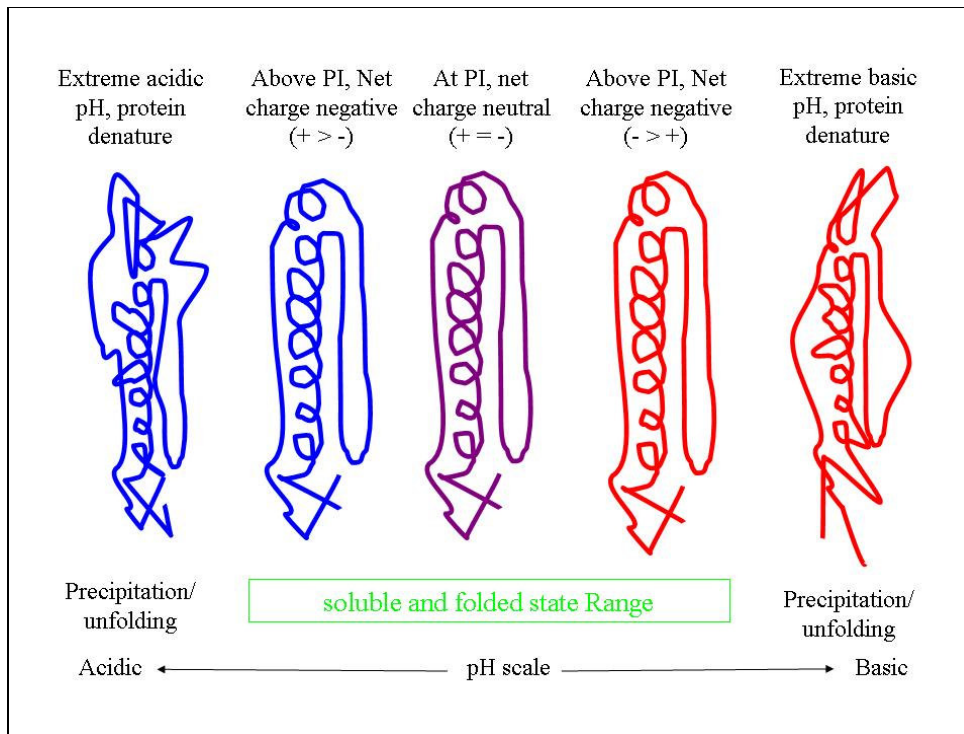 Extreme acidic
pH, protein
denature
Above PI, Net
charge negative
(+ > -)
At PI, net
charge neutral
(+ = -)
Above PI, Net
charge negative
(- > +)
Extreme basic
pH, protein
denature
Precipitation/
unfolding
soluble and folded state Range
Precipitation/
unfolding
Acidic
pH scale
Basic